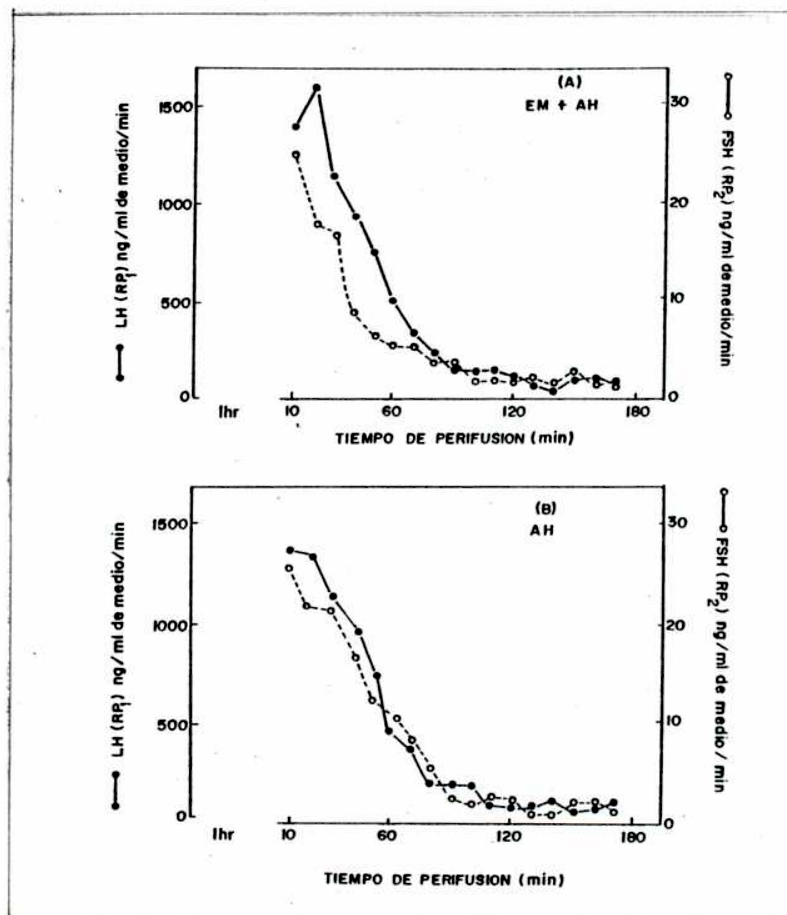 (A)
EM + AH
1500
1000
500
0
30
20
10
0
LH (RP1) ng/ml de medio/min
FSH (RP2) ng/ml de medio/min
1hr 10 60 120 180
TIEMPO DE PERIFUSION (min)
(B)
AH
1500
1000
500
0
30
20
10
0
LH (RP1) ng/ml de medio/min
FSH (RP2) ng/ml de medio/min
1hr 10 60 120 180
TIEMPO DE PERIFUSION (min)